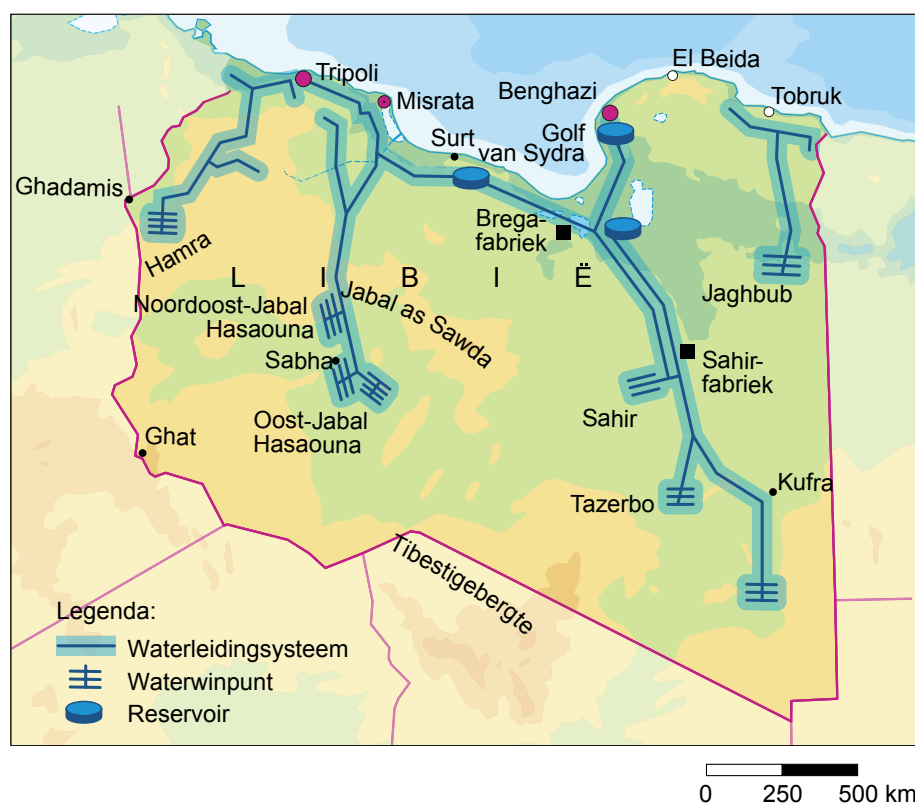 El Beida
Tripoli
Misrata
Benghazi
Tobruk
Golf
van Sydra
Surt
Ghadamis
Brega-
fabriek
Hamra
L I B I Ë
Jaghbub
Noordoost-Jabal
Hasaouna
Jabal as Sawda
Sabha
Sahir-
fabriek
Sahir
Oost-Jabal
Hasaouna
Ghat
Tazerbo
Kufra
Tibestigebergte
Legenda:
Waterleidingsysteem
Waterwinpunt
Reservoir
0 250 500 km